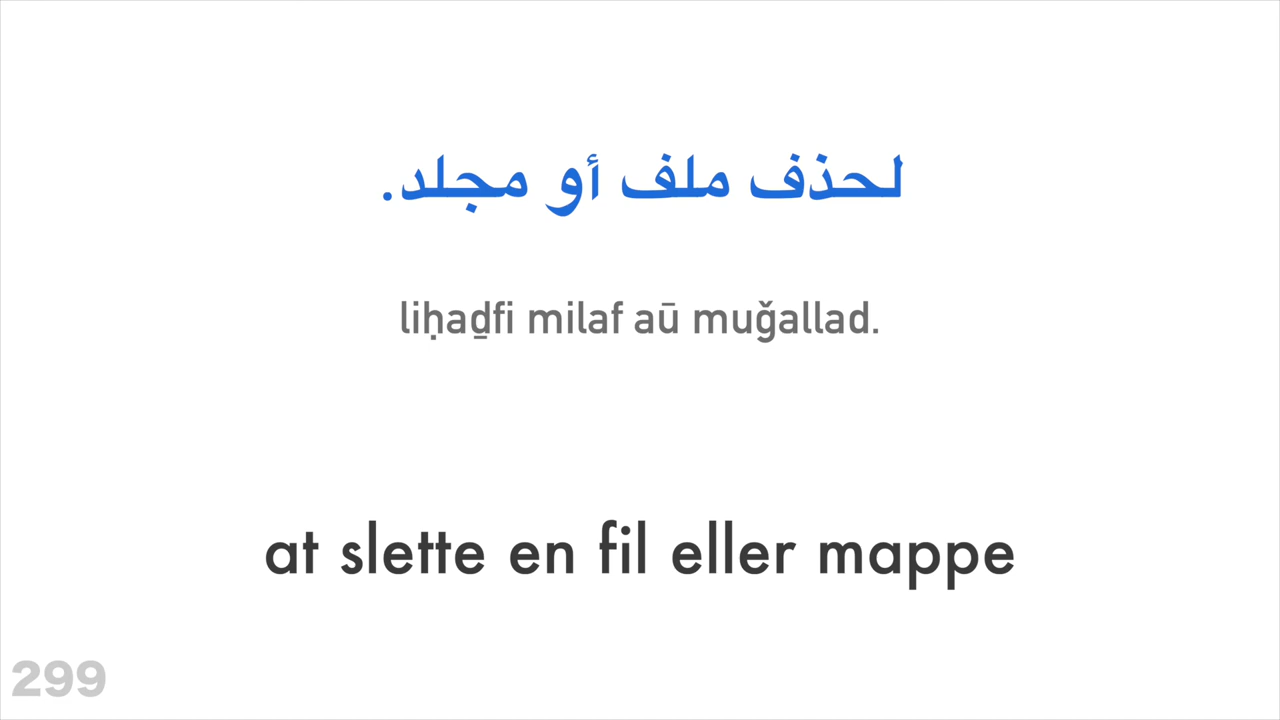 لحذف ملف أو مجلد.
liḥaḏfi milaf aū muǧallad.
at slette en fil eller mappe
299